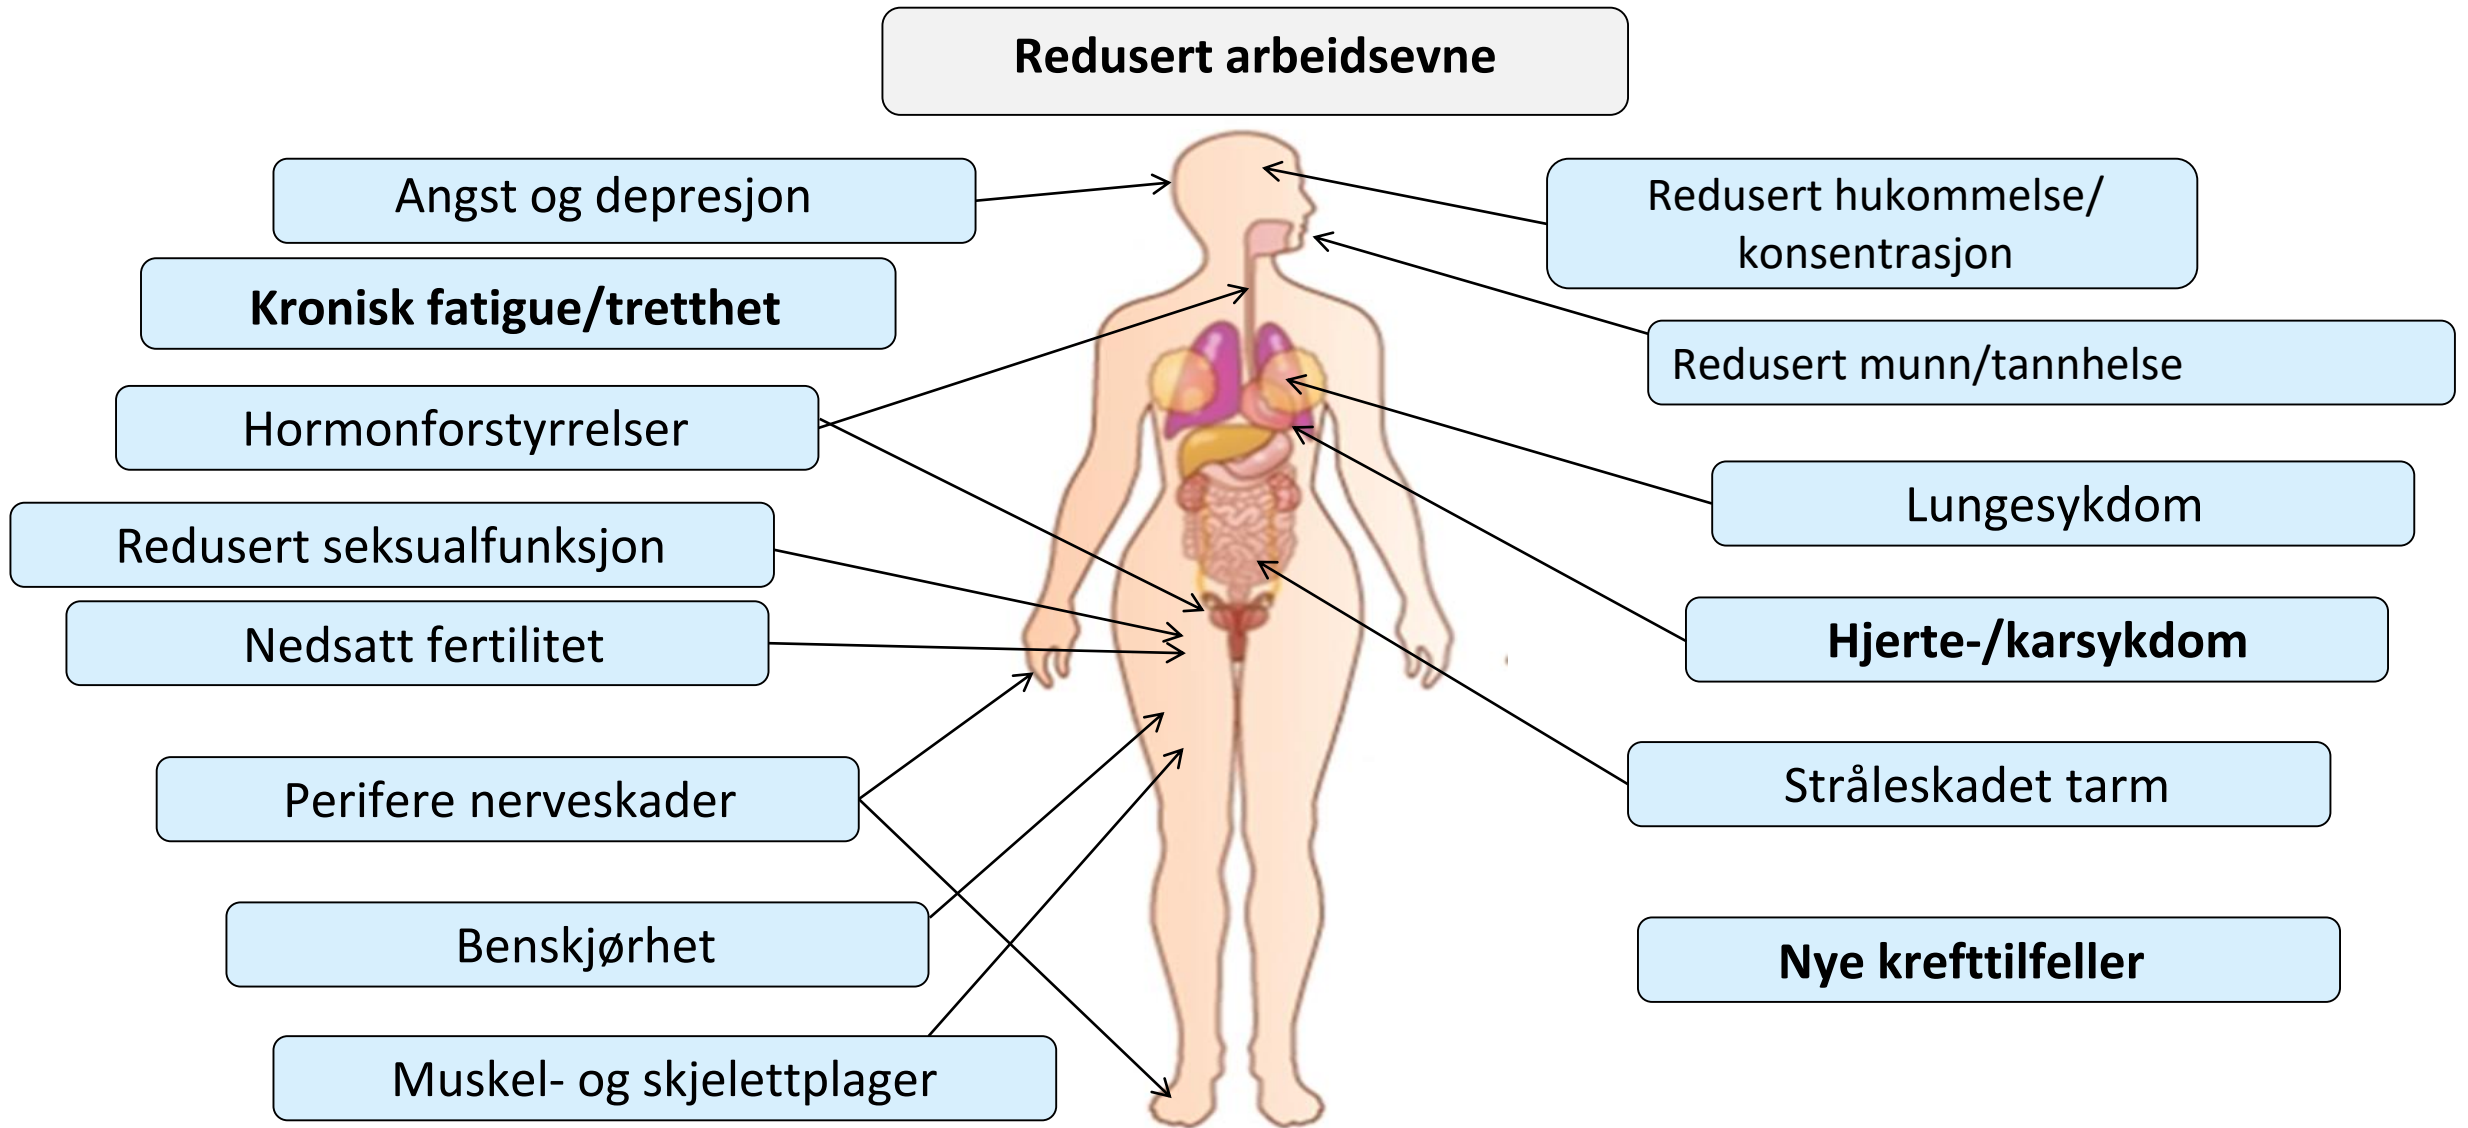 Redusert arbeidsevne
Angst og depresjon
Kronisk fatigue/tretthet
Hormonforstyrrelser
Redusert seksualfunksjon
Nedsatt fertilitet
Perifere nerveskader
Benskjørhet
Muskel- og skjelettplager
Redusert hukommelse/
konsentrasjon
Redusert munn/tannhelse
Lungesykdom
Hjerte-/karsykdom
Stråleskadet tarm
Nye krefttilfeller